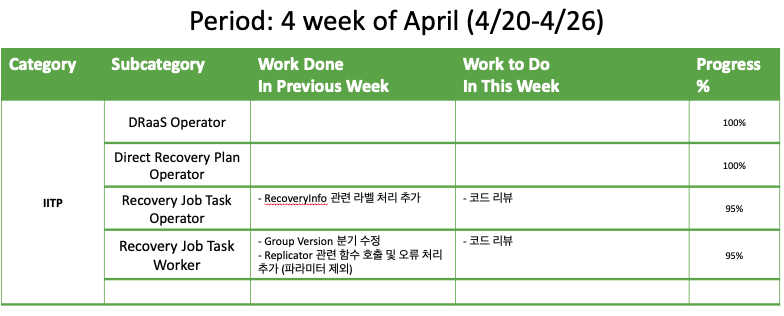 Period: 4 week of April (4/20-4/26)
Category
Subcategory
Work Done
In Previous Week
Work to Do
In This Week
Progress
%
IITP
DRaaS Operator
100%
Direct Recovery Plan
Operator
100%
Recovery Job Task
Operator
- RecoveryInfo 관련 라벨 처리 추가
- 코드 리뷰
95%
Recovery Job Task
Worker
- Group Version 분기 수정
- Replicator 관련 함수 호출 및 오류 처리
추가 (파라미터 제외)
- 코드 리뷰
95%